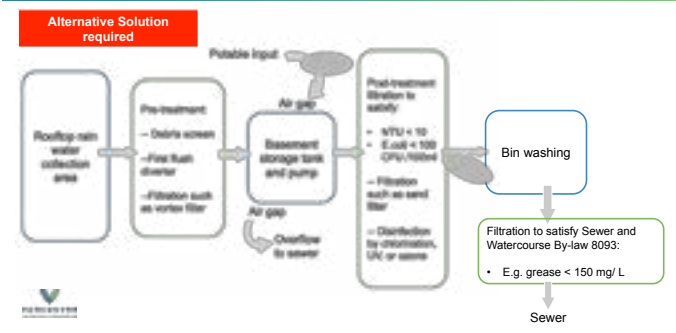 Alternative Solution
required
Potable input
Air gap
Rooftop rain
water
collection
area
Pre-treatment:
– Debris screen
– First flush
diverter
–Filtration such
as vortex filter
Basement
storage tank
and pump
Air gap
Overflow
to sewer
Post-treatment
filtration to
satisfy:
• NTU < 10
• E.coli < 100
CFU /100ml
– Filtration
such as sand
filter
– Disinfection
by chlorination,
UV, or ozone
Bin washing
Filtration to satisfy Sewer and
Watercourse By-law 8093:
• E.g. grease < 150 mg/ L
Sewer